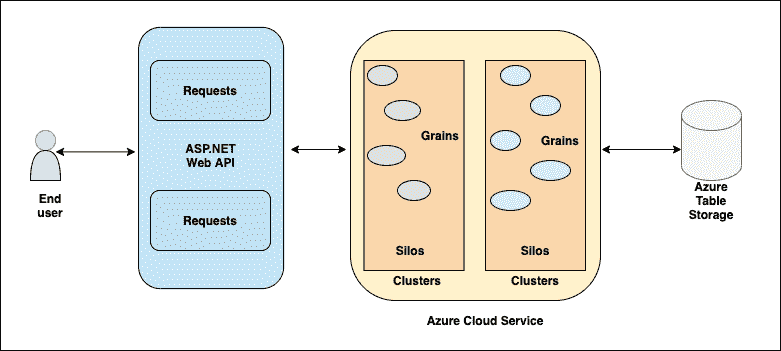 End
user
Requests
ASP.NET
Web API
Requests
Grains
Silos
Clusters
Grains
Silos
Clusters
Azure Cloud Service
Azure
Table
Storage